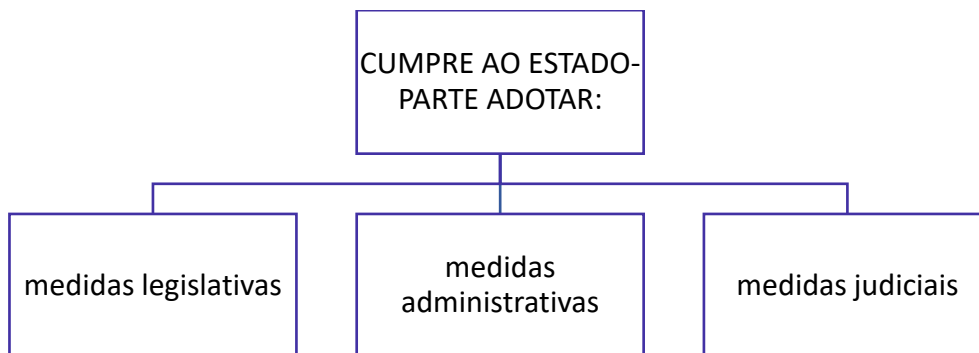 CUMPRE AO ESTADO-
PARTE ADOTAR:
medidas legislativas
medidas
administrativas
medidas judiciais